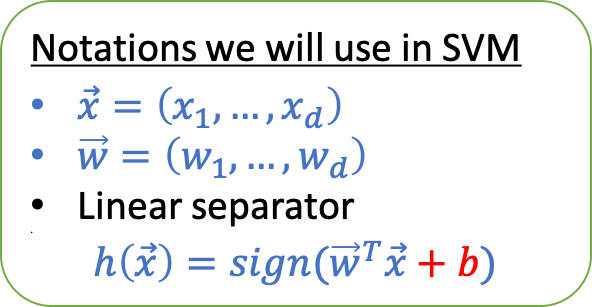 Notations we will use in SVM
• x⃗ = (x₁, …, x_d)
• w⃗ = (w₁, …, w_d)
• Linear separator
h(x⃗) = sign(w⃗ᵀx⃗ + b)